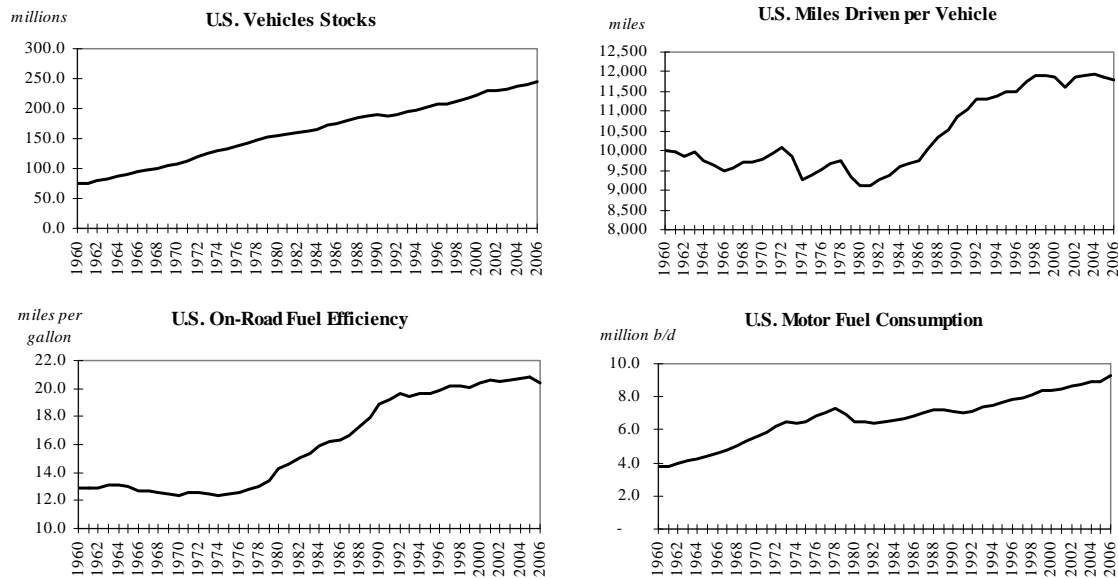 millions
U.S. Vehicles Stocks
300.0
250.0
200.0
150.0
100.0
50.0
0.0
1960 1962 1964 1966 1968 1970 1972 1974 1976 1978 1980 1982 1984 1986 1988 1990 1992 1994 1996 1998 2000 2002 2004 2006
U.S. Miles Driven per Vehicle
miles
12,500
12,000
11,500
11,000
10,500
10,000
9,500
9,000
8,500
8,000
1960 1962 1964 1966 1968 1970 1972 1974 1976 1978 1980 1982 1984 1986 1988 1990 1992 1994 1996 1998 2000 2002 2004 2006
miles per
gallon
U.S. On-Road Fuel Efficiency
22.0
20.0
18.0
16.0
14.0
12.0
10.0
1960 1962 1964 1966 1968 1970 1972 1974 1976 1978 1980 1982 1984 1986 1988 1990 1992 1994 1996 1998 2000 2002 2004 2006
U.S. Motor Fuel Consumption
million b/d
10.0
8.0
6.0
4.0
2.0
-
1960 1962 1964 1966 1968 1970 1972 1974 1976 1978 1980 1982 1984 1986 1988 1990 1992 1994 1996 1998 2000 2002 2004 2006